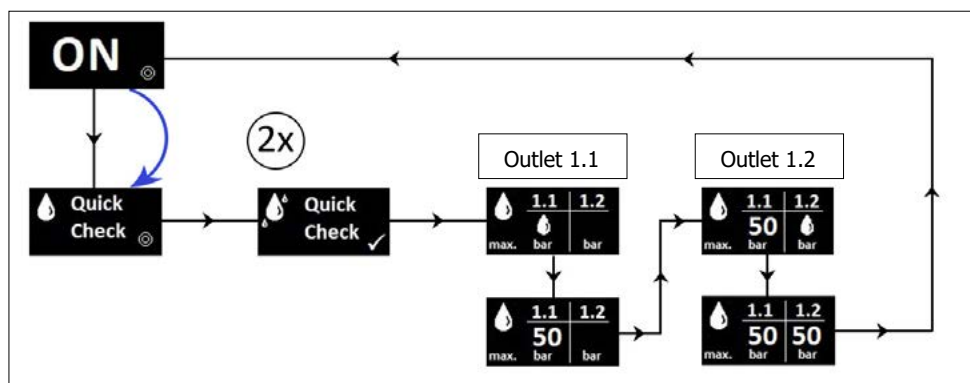 ON
2x
Outlet 1.1
Outlet 1.2
Quick
Check
Quick
Check
1.1 1.2
max. bar bar
1.1 1.2
50
max. bar bar
1.1 1.2
50
max. bar bar
1.1 1.2
50 50
max. bar bar